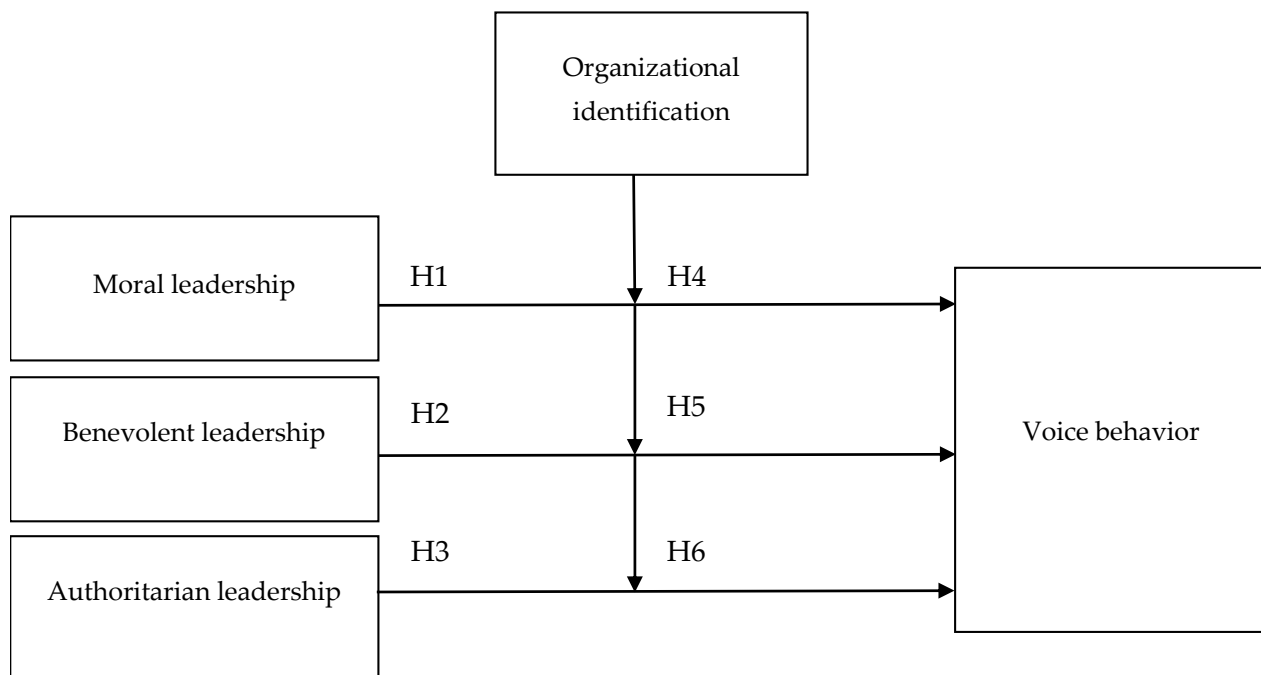 Organizational
identification
H1
H4
Moral leadership
H2
H5
Benevolent leadership
Voice behavior
H3
H6
Authoritarian leadership